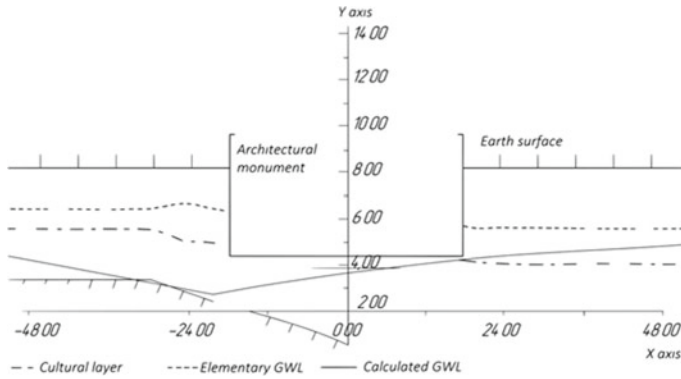 Y axis
14 00
12 00
10 00
Architectural
monument
Earth surface
8 00
6 00
4,00
2 00
-48 00
-24 00
0 00
24 00
48 00
X axis
Cultural layer
Elementary GWL
Calculated GWL